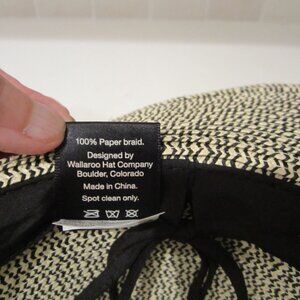 100% Paper braid.
Designed by
Wallaroo Hat Company
Boulder, Colorado
Made in China.
Spot clean only.